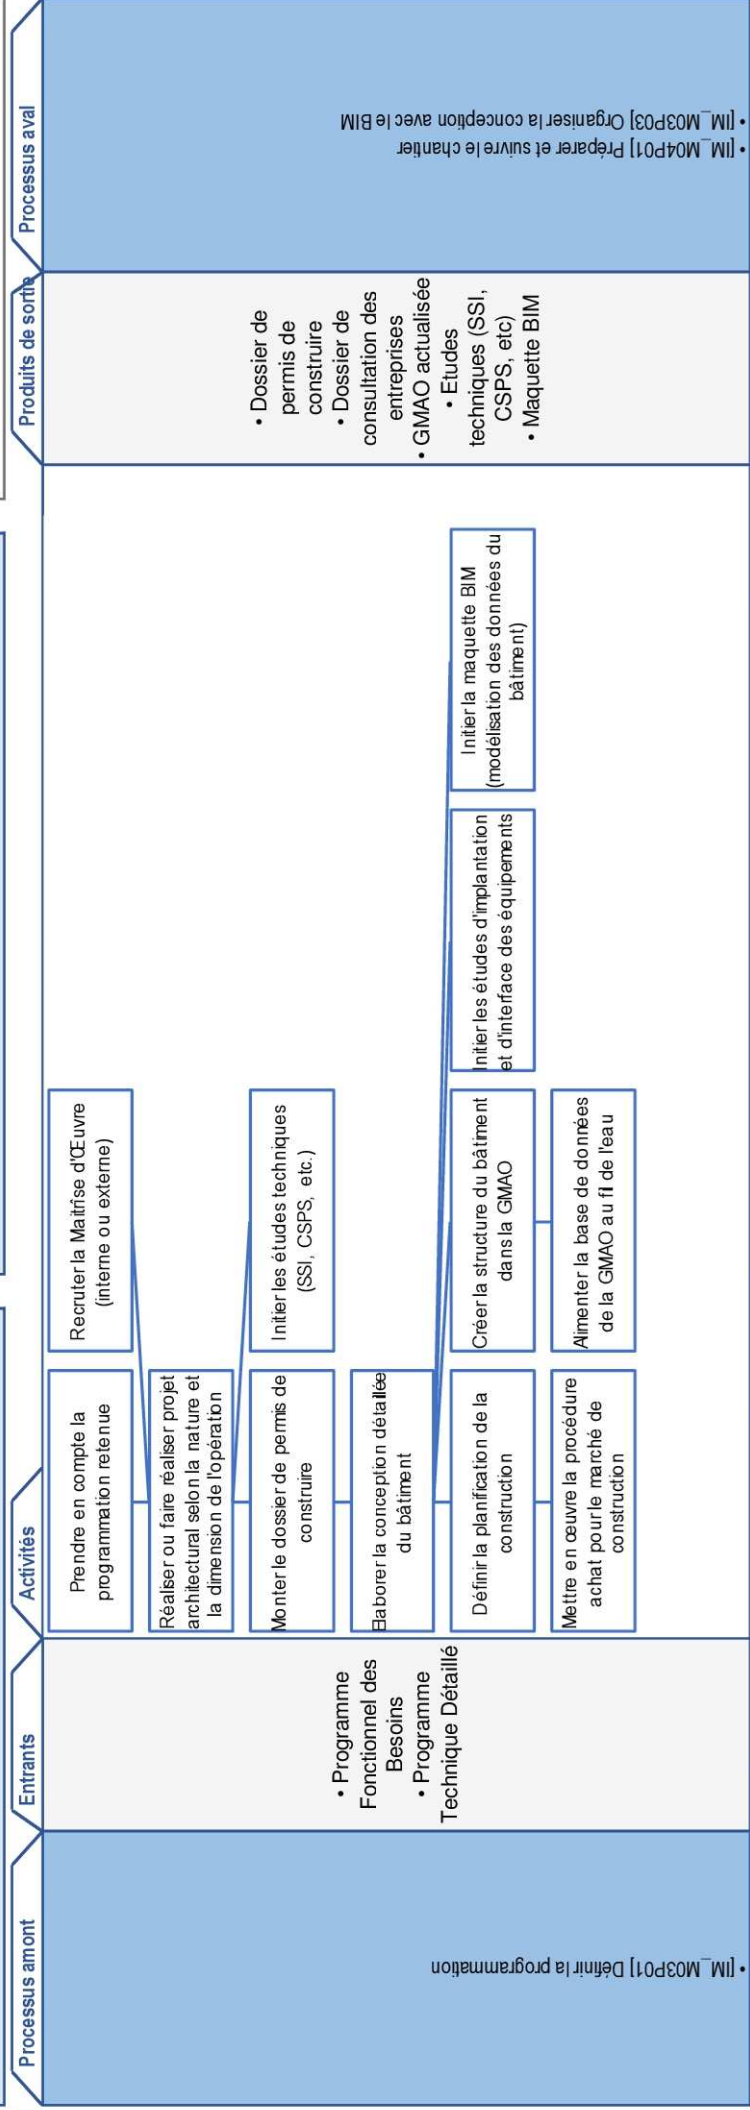 Processus amont
• [IM_M03P01] Définir la programmation
Entrants
• Programme
Fonctionnel des
Besoins
• Programme
Technique Détaillé
Activités
Prendre en compte la
programmation retenue
Recruter la Maitrîse d'Œuvre
(interne ou externe)
Réaliser ou faire réaliser projet
architectural selon la nature et
la dimension de l'opération
Monter le dossier de permis de
construire
Initier les études techniques
(SSI, CSPS, etc.)
Elaborer la conception détaillée
du bâtiment
Définir la planification de la
construction
Créer la structure du bâtiment
dans la GMAO
Initier les études d'implantation
et d'interface des équipements
Initier la maquette BIM
(modélisation des données du
bâtiment)
Mettre en œuvre la procédure
achat pour le marché de
construction
Alimenter la base de données
de la GMAO au fil de l'eau
Produits de sortie
• Dossier de
permis de
construire
• Dossier de
consultation des
entreprises
• GMAO actualisée
• Etudes
techniques (SSI,
CSPS, etc)
• Maquette BIM
Processus aval
• [IM_M04P01] Préparer et suivre le chantier
• [IM_M03P03] Organiser la conception avec le BIM